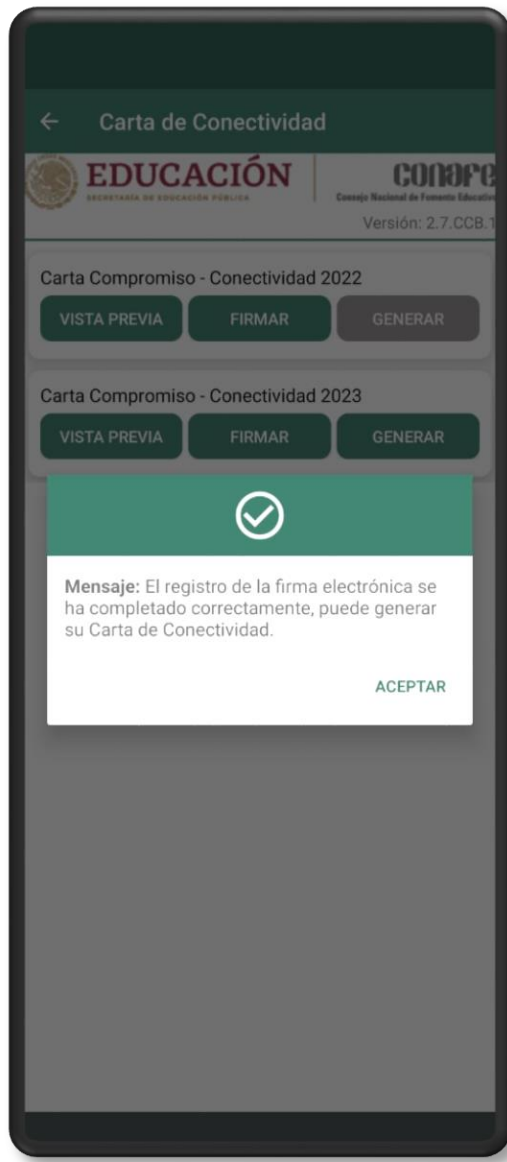 Carta de Conectividad
EDUCACIÓN
SECRETARÍA DE EDUCACIÓN PÚBLICA
conafe
Consejo Nacional de Fomento Educativo
Versión: 2.7.CCB.1
Carta Compromiso - Conectividad 2022
VISTA PREVIA FIRMAR GENERAR
Carta Compromiso - Conectividad 2023
VISTA PREVIA FIRMAR GENERAR
Mensaje: El registro de la firma electrónica se
ha completado correctamente, puede generar
su Carta de Conectividad.
ACEPTAR